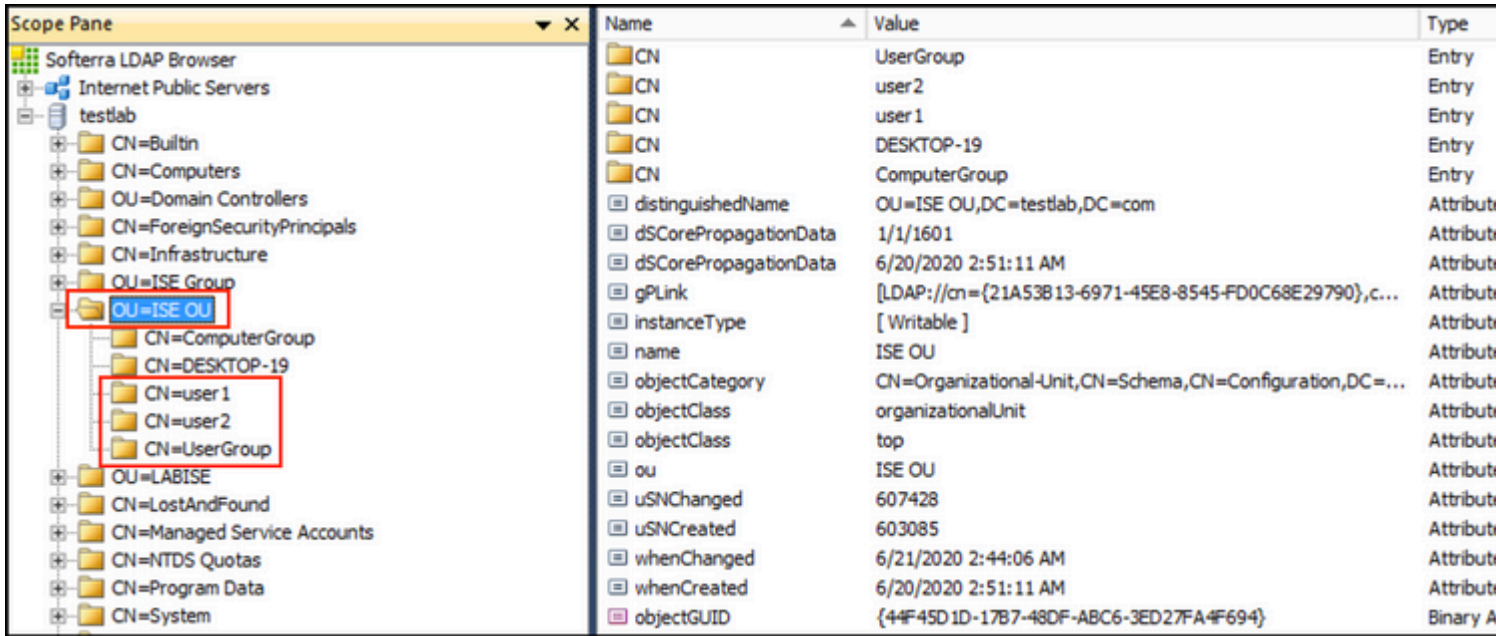 Scope Pane
Softerra LDAP Browser
Internet Public Servers
testlab
CN=Builtin
CN=Computers
OU=Domain Controllers
CN=ForeignSecurityPrincipals
CN=Infrastructure
OU=ISE Group
OU=ISE OU
CN=ComputerGroup
CN=DESKTOP-19
CN=user1
CN=user2
CN=UserGroup
OU=LABISE
CN=LostAndFound
CN=Managed Service Accounts
CN=NTDS Quotas
CN=Program Data
CN=System
Name Value Type
CN UserGroup Entry
CN user2 Entry
CN user1 Entry
CN DESKTOP-19 Entry
CN ComputerGroup Entry
distinguishedName OU=ISE OU,DC=testlab,DC=com Attribute
dSCorePropagationData 1/1/1601 Attribute
dSCorePropagationData 6/20/2020 2:51:11 AM Attribute
gPLink [LDAP://cn={21A53B13-6971-45E8-8545-FD0C68E29790},c... Attribute
instanceType [ Writable ] Attribute
name ISE OU Attribute
objectCategory CN=Organizational-Unit,CN=Schema,CN=Configuration,DC=... Attribute
objectClass organizationalUnit Attribute
objectClass top Attribute
ou ISE OU Attribute
uSNChanged 607428 Attribute
uSNCreated 603085 Attribute
whenChanged 6/21/2020 2:44:06 AM Attribute
whenCreated 6/20/2020 2:51:11 AM Attribute
objectGUID {44F45D1D-17B7-48DF-ABC6-3ED27FA4F694} Binary A